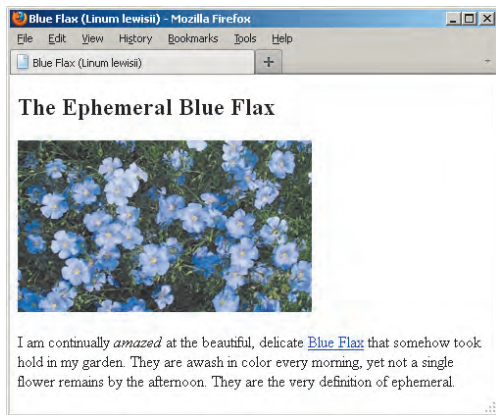 Blue Flax (Linum lewisii) - Mozilla Firefox
File Edit View History Bookmarks Tools Help
Blue Flax (Linum lewisii)
The Ephemeral Blue Flax
I am continually amazed at the beautiful, delicate Blue Flax that somehow took
hold in my garden. They are awash in color every morning, yet not a single
flower remains by the afternoon. They are the very definition of ephemeral.